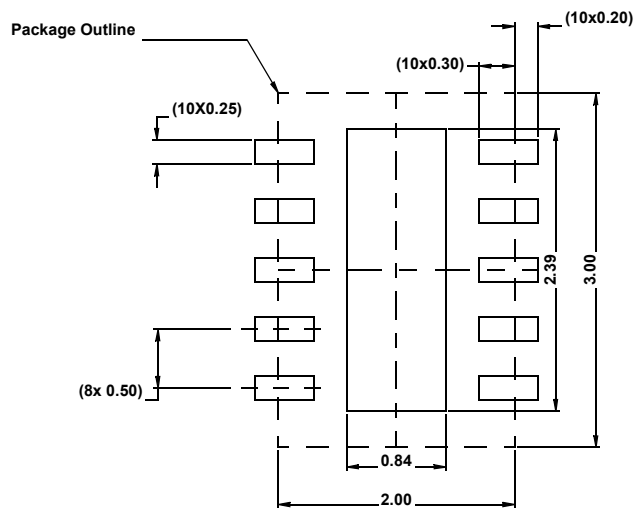 (10x0.20)
Package Outline
(10x0.30)
(10X0.25)
2.39
3.00
(8x 0.50)
0.84
2.00